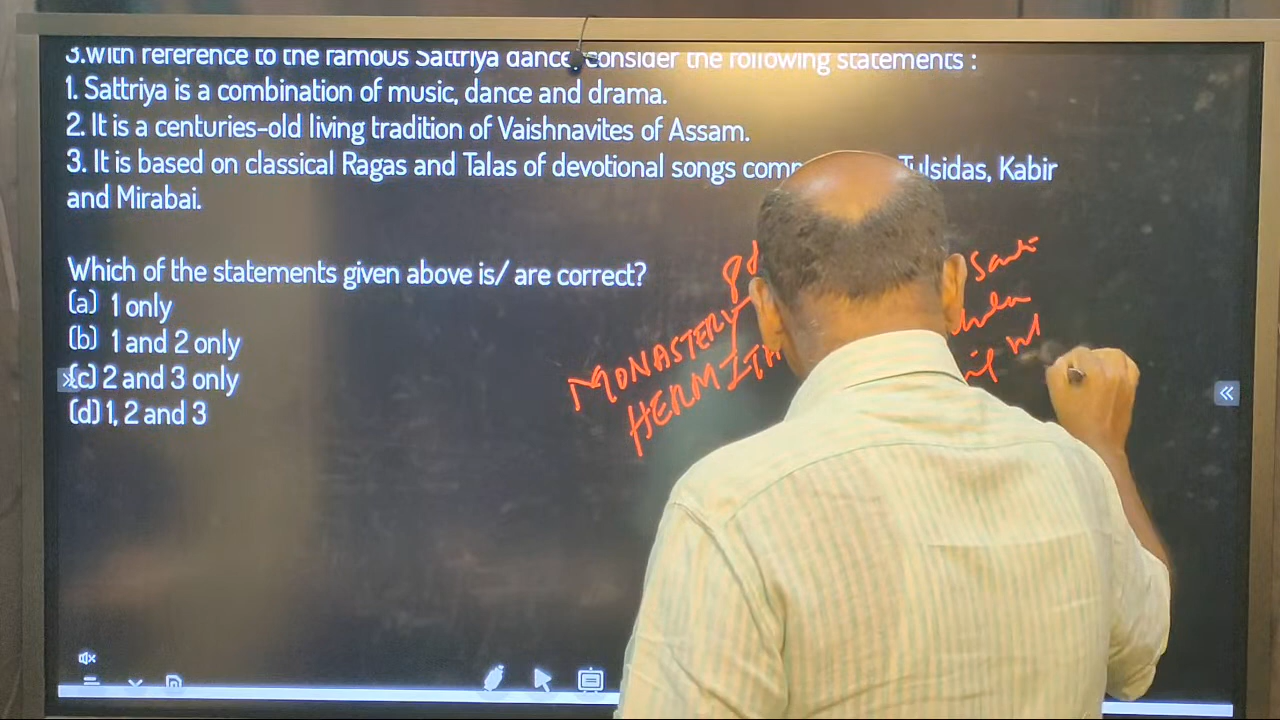 3.With reference to the famous Sattriya dance, consider the following statements :
1. Sattriya is a combination of music, dance and drama.
2. It is a centuries-old living tradition of Vaishnavites of Assam.
3. It is based on classical Ragas and Talas of devotional songs Tulsidas, Kabir
and Mirabai.
Which of the statements given above is/ are correct?
(a) 1 only
(b) 1 and 2 only
(c) 2 and 3 only
(d) 1, 2 and 3
MONASTERY